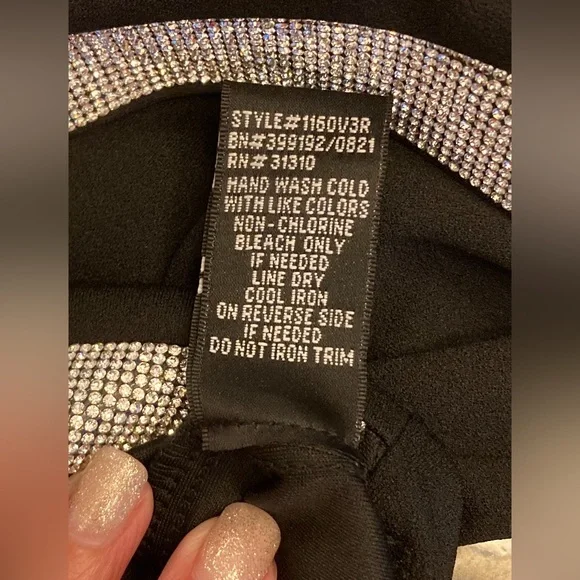 STYLE#1160V3R
BN#399192/0821
RN#31310
HAND WASH COLD
WITH LIKE COLORS
NON-CHLORINE
BLEACH ONLY
IF NEEDED
LINE DRY
COOL IRON
ON REVERSE SIDE
IF NEEDED
DO NOT IRON TRIM